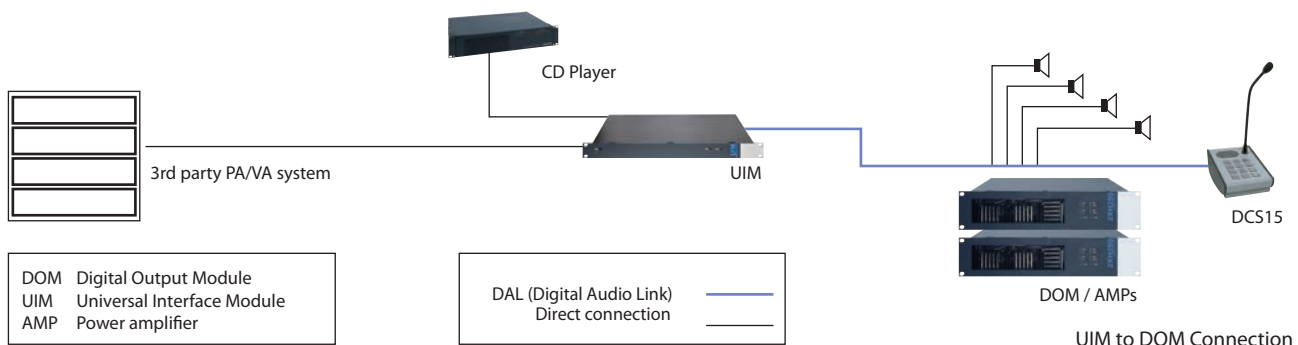 CD Player
3rd party PA/VA system
UIM
DCS15
DOM / AMPs
DOM Digital Output Module
UIM Universal Interface Module
AMP Power amplifier
DAL (Digital Audio Link)
Direct connection
UIM to DOM Connection